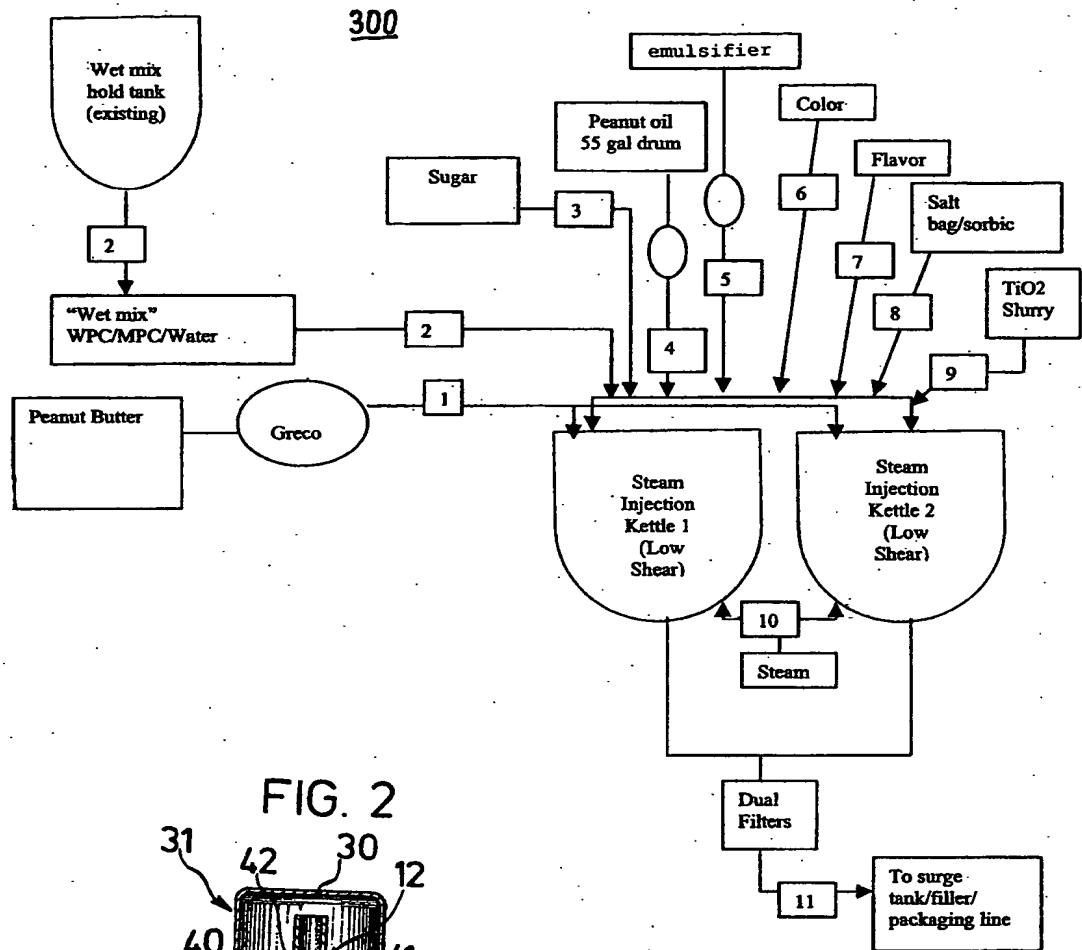 300
Wet mix
hold tank
(existing)
emulsifier
Color
Peanut oil
55 gal drum
Flavor
Sugar
Salt
bag/sorbic
3
6
2
5
7
TiO2
Slurry
"Wet mix"
WPC/MPC/Water
2
8
4
9
1
Peanut Butter
Greco
Steam
Injection
Kettle 1
(Low
Shear)
Steam
Injection
Kettle 2
(Low
Shear)
10
Steam
FIG. 2
Dual
Filters
31
42
30
12
To surge
tank/filler/
packaging line
11
40